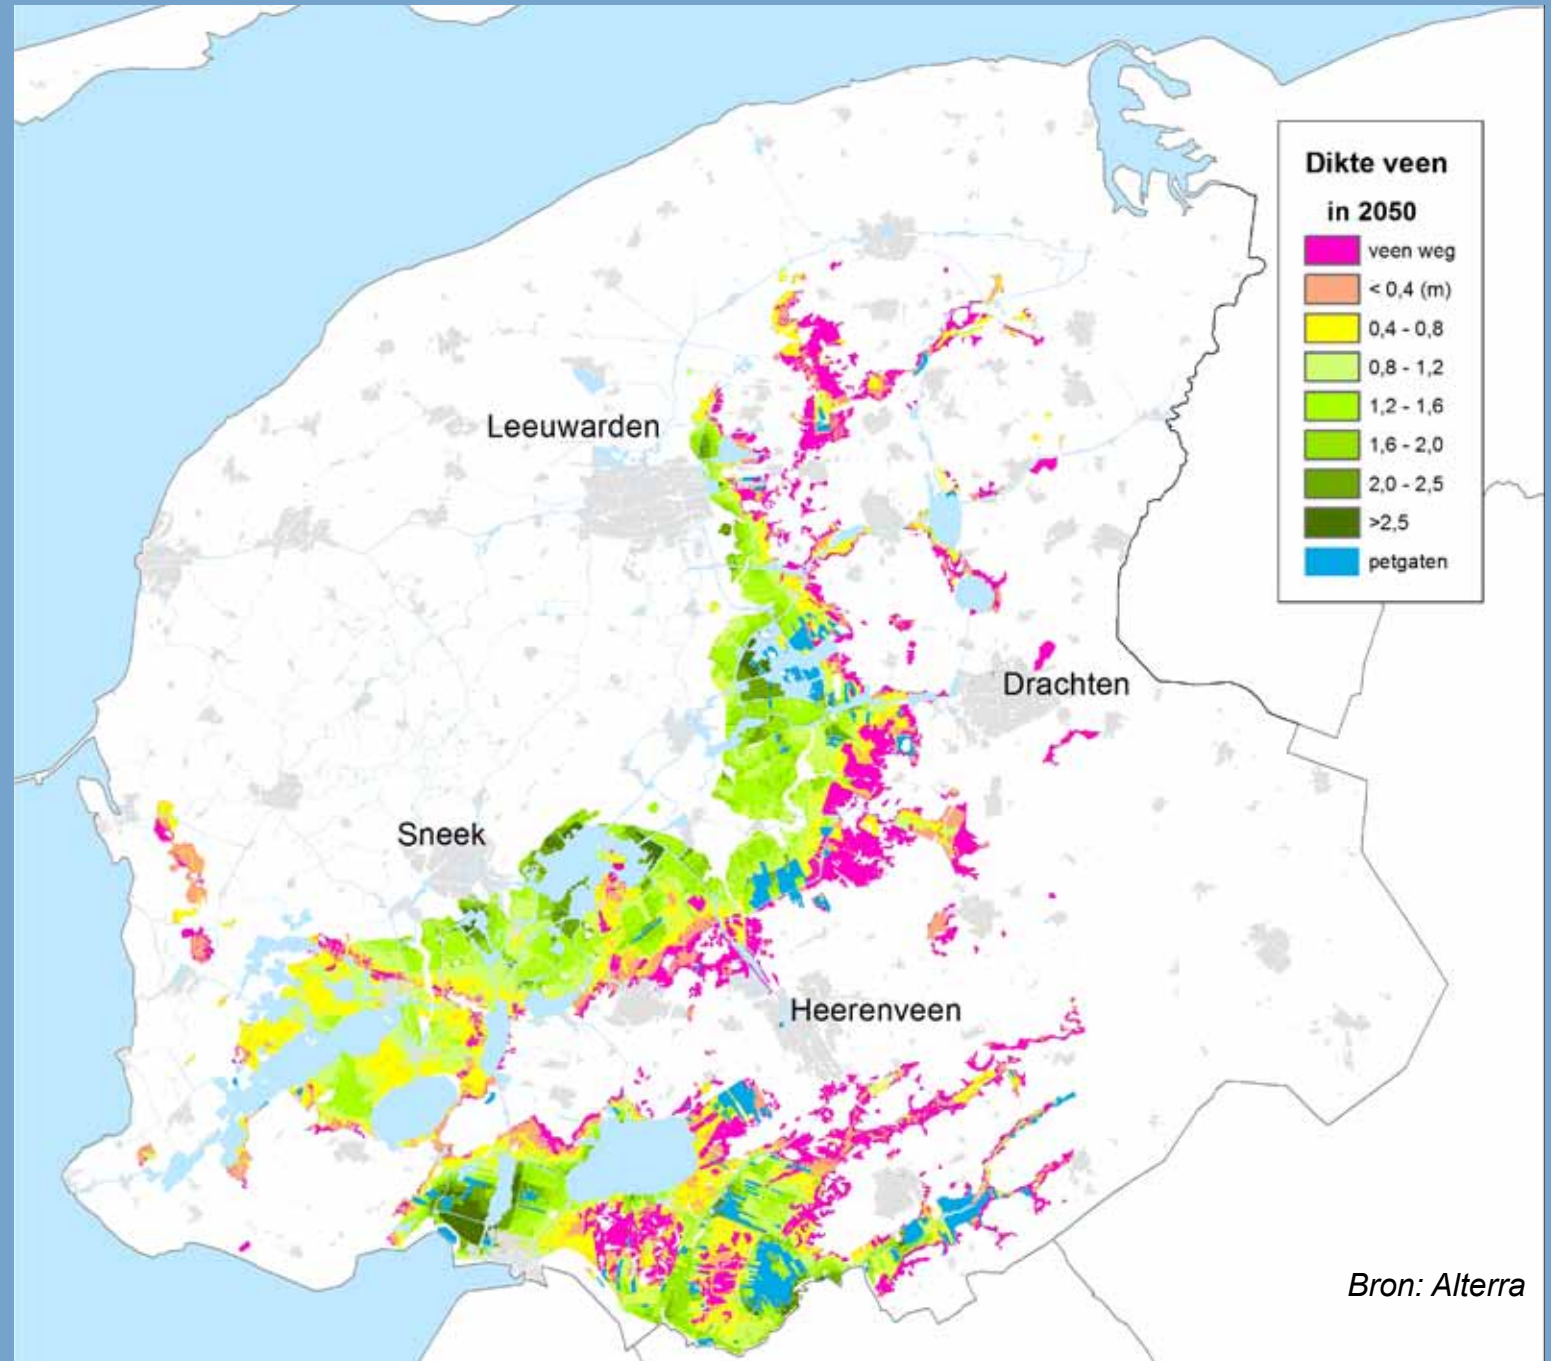 Dikte veen
in 2050
veen weg
< 0,4 (m)
0,4 - 0,8
0,8 - 1,2
1,2 - 1,6
1,6 - 2,0
2,0 - 2,5
>2,5
petgaten
Leeuwarden
Drachten
Sneek
Heerenveen
Bron: Alterra